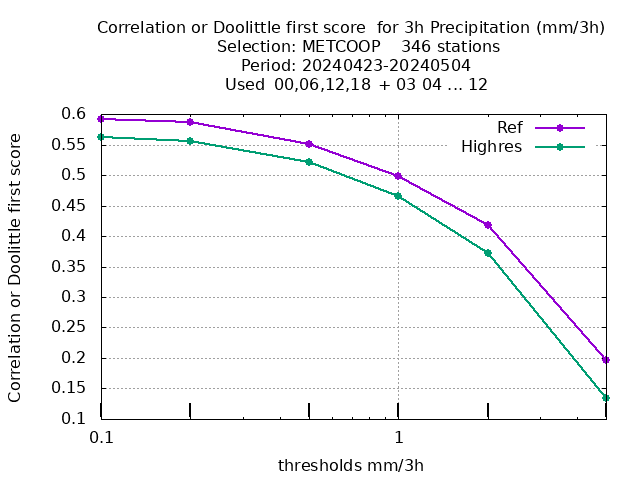 Correlation or Doolittle first score  for 3h Precipitation (mm/3h)
Selection: METCOOP    346 stations
Period: 20240423-20240504
Used  00,06,12,18  + 03 04 ... 12
Ref
Highres
0.6
0.55
0.5
0.45
0.4
0.35
0.3
0.25
0.2
0.15
0.1
Correlation or Doolittle first score
0.1
1
thresholds mm/3h